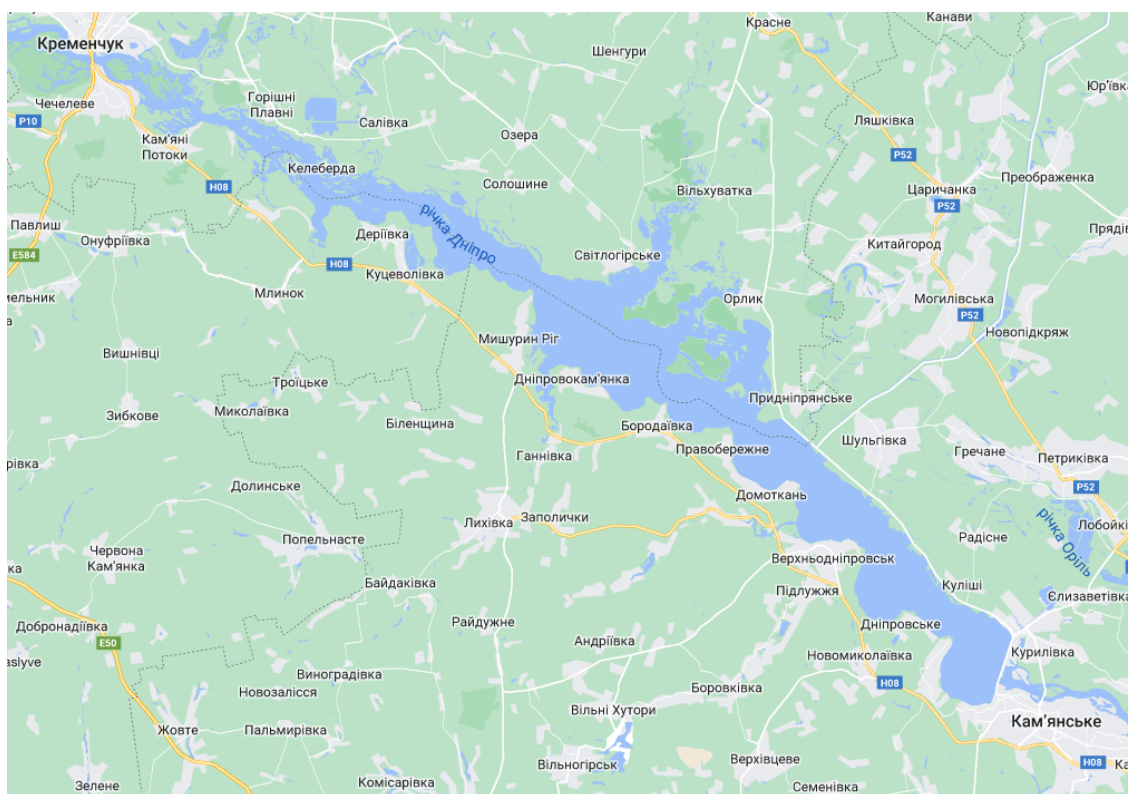 Красне
Канави
Кременчук
Шенгури
Юр'ївка
Горішні
Плавні
Чечелеве
P10
Салівка
Озера
Ляшківка
Кам'яні
Потоки
P52
Келеберда
H08
Солошине
Вільхуватка
Царичанка
P52
Преображенка
річка Дніпро
Павлиш
Онуфріївка
Деріївка
Китайгород
E584
H08
Куцеволівка
Світлогірське
Млинок
Орлик
Могилівська
P52
Новопідкряж
Мишурин Ріг
Вишнівці
Троїцьке
Дніпровокам'янка
Зибкове
Миколаївка
Біленщина
Придніпрянське
Бородаївка
Шульгівка
Правобережне
Ганнівка
Гречане
Петриківка
P52
Долинське
Домоткань
Лихівка
Заполички
річка Оріль
Попельнасте
Радісне
Червона
Кам'янка
Верхньодніпровськ
Байдаківка
Підлужжя
Куліші
Єлизаветівка
Добронадіївка
E50
Райдужне
Андріївка
Дніпровське
Новомиколаївка
Курилівка
Виноградівка
Новозалісся
Боровківка
H08
Вільні Хутори
Кам'янське
Жовте
Пальмирівка
Вільногірськ
Верхівцеве
H08
Зелене
Комісарівка
Семенівка